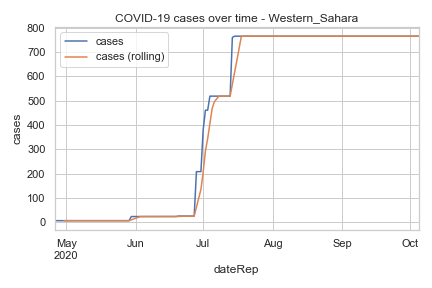 COVID-19 cases over time - Western_Sahara
cases
cases (rolling)
800
700
600
500
400
300
200
100
0
cases
May
2020
Jun
Jul
Aug
Sep
Oct
dateRep